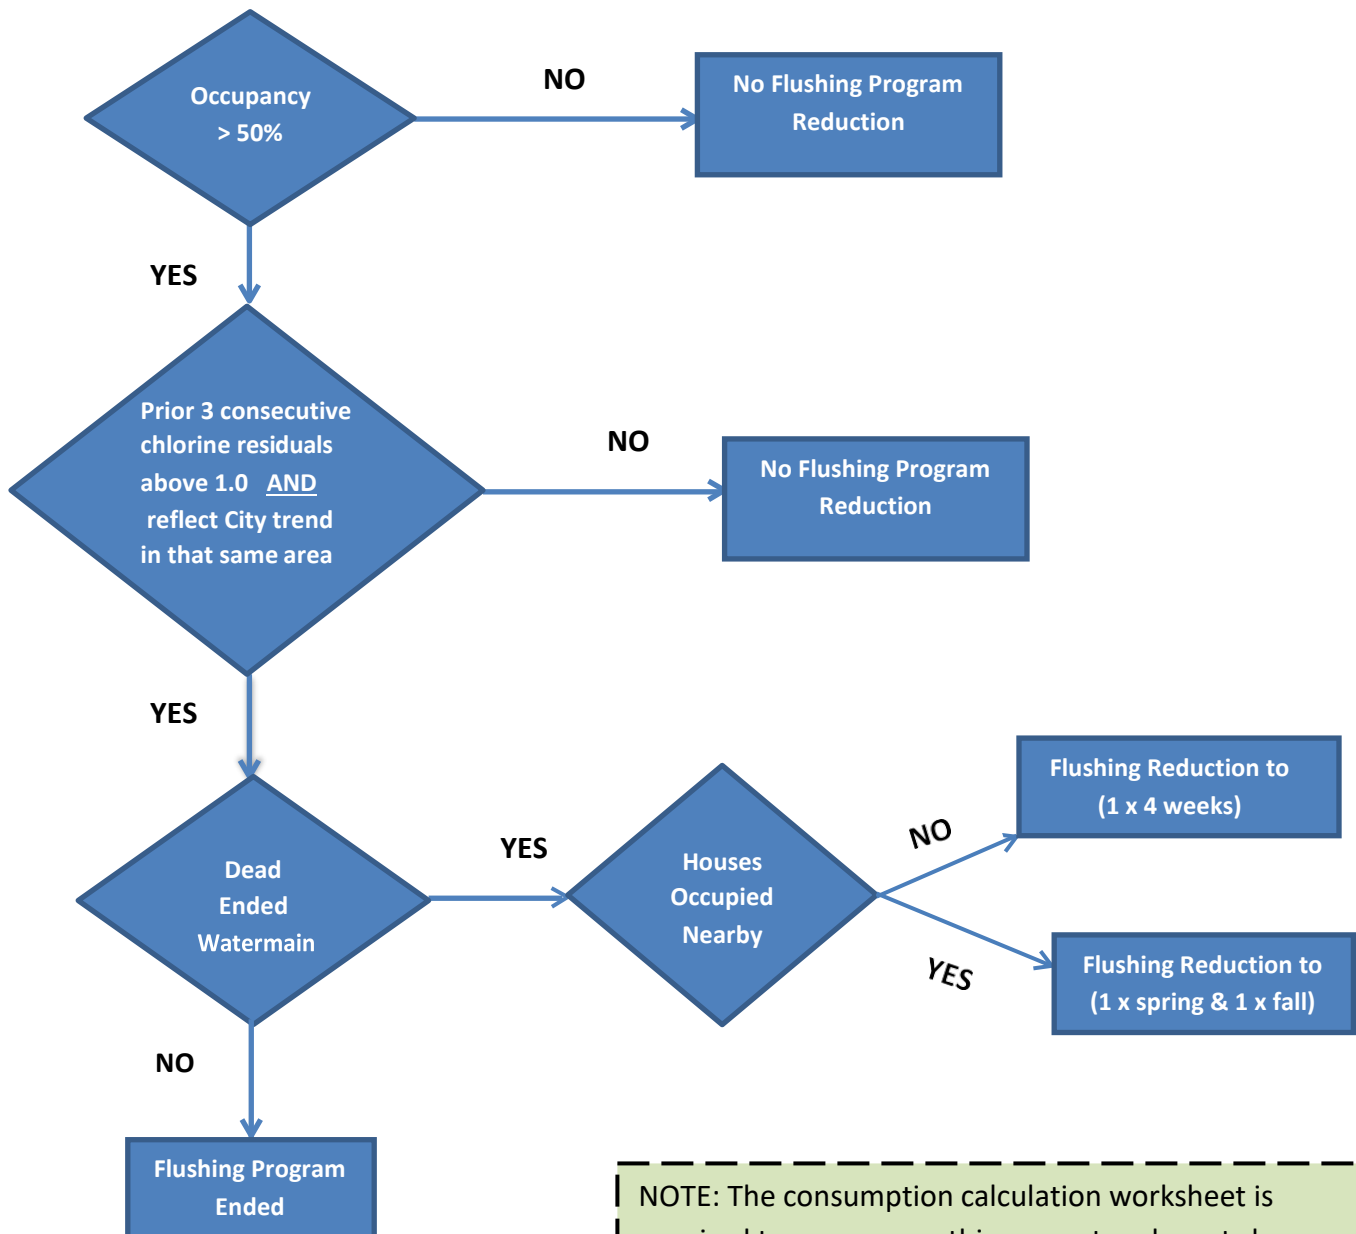 Occupancy
> 50%
NO
No Flushing Program
Reduction
YES
Prior 3 consecutive
chlorine residuals
above 1.0 AND
reflect City trend
in that same area
NO
No Flushing Program
Reduction
YES
Dead
Ended
Watermain
YES
Houses
Occupied
Nearby
NO
Flushing Reduction to
(1 x 4 weeks)
YES
Flushing Reduction to
(1 x spring & 1 x fall)
NO
Flushing Program
Ended
NOTE: The consumption calculation worksheet is